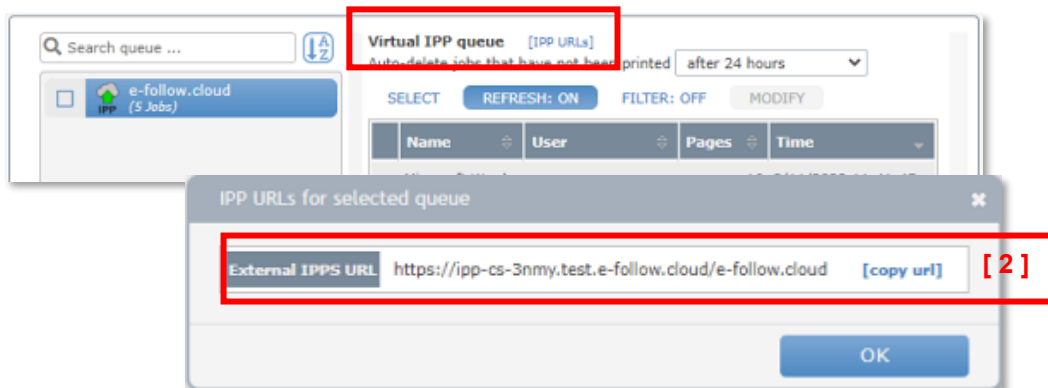 Search queue ...
A
Z
e-follow.cloud
IPP
(5 Jobs)
Virtual IPP queue [IPP URLs]
Auto-delete jobs that have not been printed after 24 hours
SELECT REFRESH: ON FILTER: OFF MODIFY
Name User Pages Time
IPP URLs for selected queue
External IPPS URL https://ipp-cs-3nmy.test.e-follow.cloud/e-follow.cloud [copy url]
[ 2 ]
OK